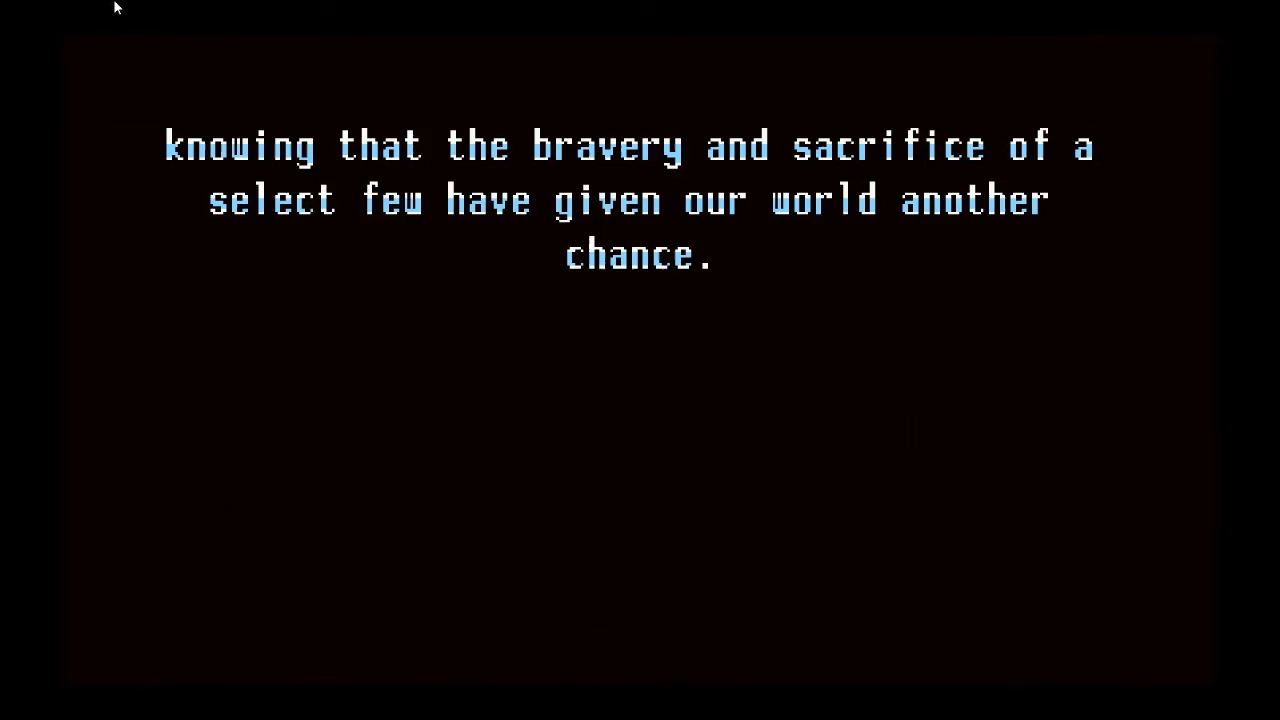 knowing that the bravery and sacrifice of a
select few have given our world another
chance.